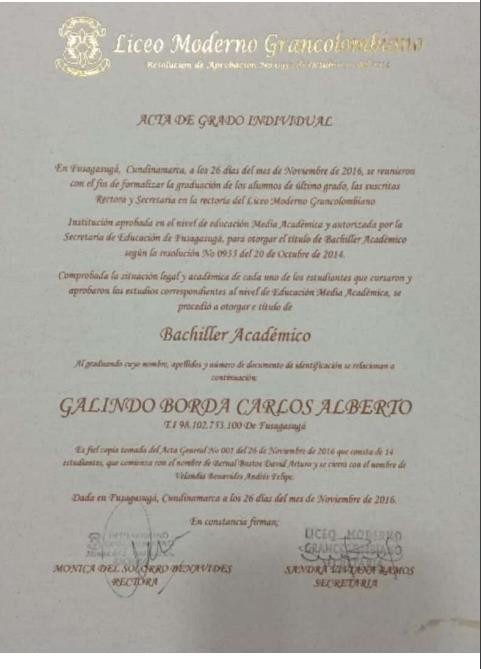 Liceo Moderno Grancolombiano
Resolución de Aprobación No 0933 de Octubre 20 del 2014
ACTA DE GRADO INDIVIDUAL
En Fusagasugá, Cundinamarca, a los 26 días del mes de Noviembre de 2016, se reunieron
con el fin de formalizar la graduación de los alumnos de último grado, las suscritas
Rectora y Secretaria en la rectoría del Liceo Moderno Grancolombiano
Institución aprobada en el nivel de educación Media Académica y autorizada por la
Secretaria de Educación de Fusagasugá, para otorgar el título de Bachiller Académico
según la resolución No 0933 del 20 de Octubre de 2014.
Comprobada la situación legal y académica de cada uno de los estudiantes que cursaron y
aprobaron los estudios correspondientes al nivel de Educación Media Académica, se
procedió a otorgar e título de
Bachiller Académico
Al graduando cuyo nombre, apellidos y número de documento de identificación se relacionan a
continuación:
GALINDO BORDA CARLOS ALBERTO
T.I 98.102.733.100 De Fusagasugá
Es fiel copia tomada del Acta General No 001 del 26 de Noviembre de 2016 que consta de 14
estudiantes, que comienza con el nombre de Bernal Bustos David Arturo y se cierra con el nombre de
Velandia Benavides Andrés Felipe.
Dada en Fusagasugá, Cundinamarca a los 26 días del mes de Noviembre de 2016.
En constancia firman;
LICEO MODERNO
GRANCOLOMBIANO
MONICA DEL SOCORRO BENAVIDES
RECTORA
SANDRA VIVIANA RAMOS
SECRETARIA